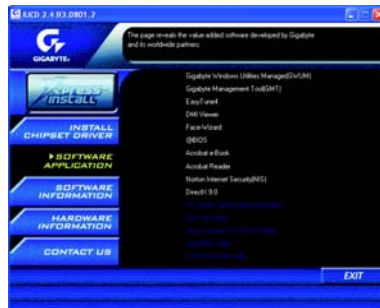 IUCD 2.4 B3.0801.2
The page reveals the value-added software developed by Gigabyte
and its worldwide partners.
GIGABYTE
Xpress
INSTALL
INSTALL
CHIPSET DRIVER
SOFTWARE
APPLICATION
SOFTWARE
INFORMATION
HARDWARE
INFORMATION
CONTACT US
Gigabyte Windows Utilities Manager(GWUM)
Gigabyte Management Tool(GMT)
EasyTune4
DMI Viewer
Face-Wizard
@BIOS
Acrobat e-Book
Acrobat Reader
Norton Internet Security(NIS)
DirectX 9.0
EXIT